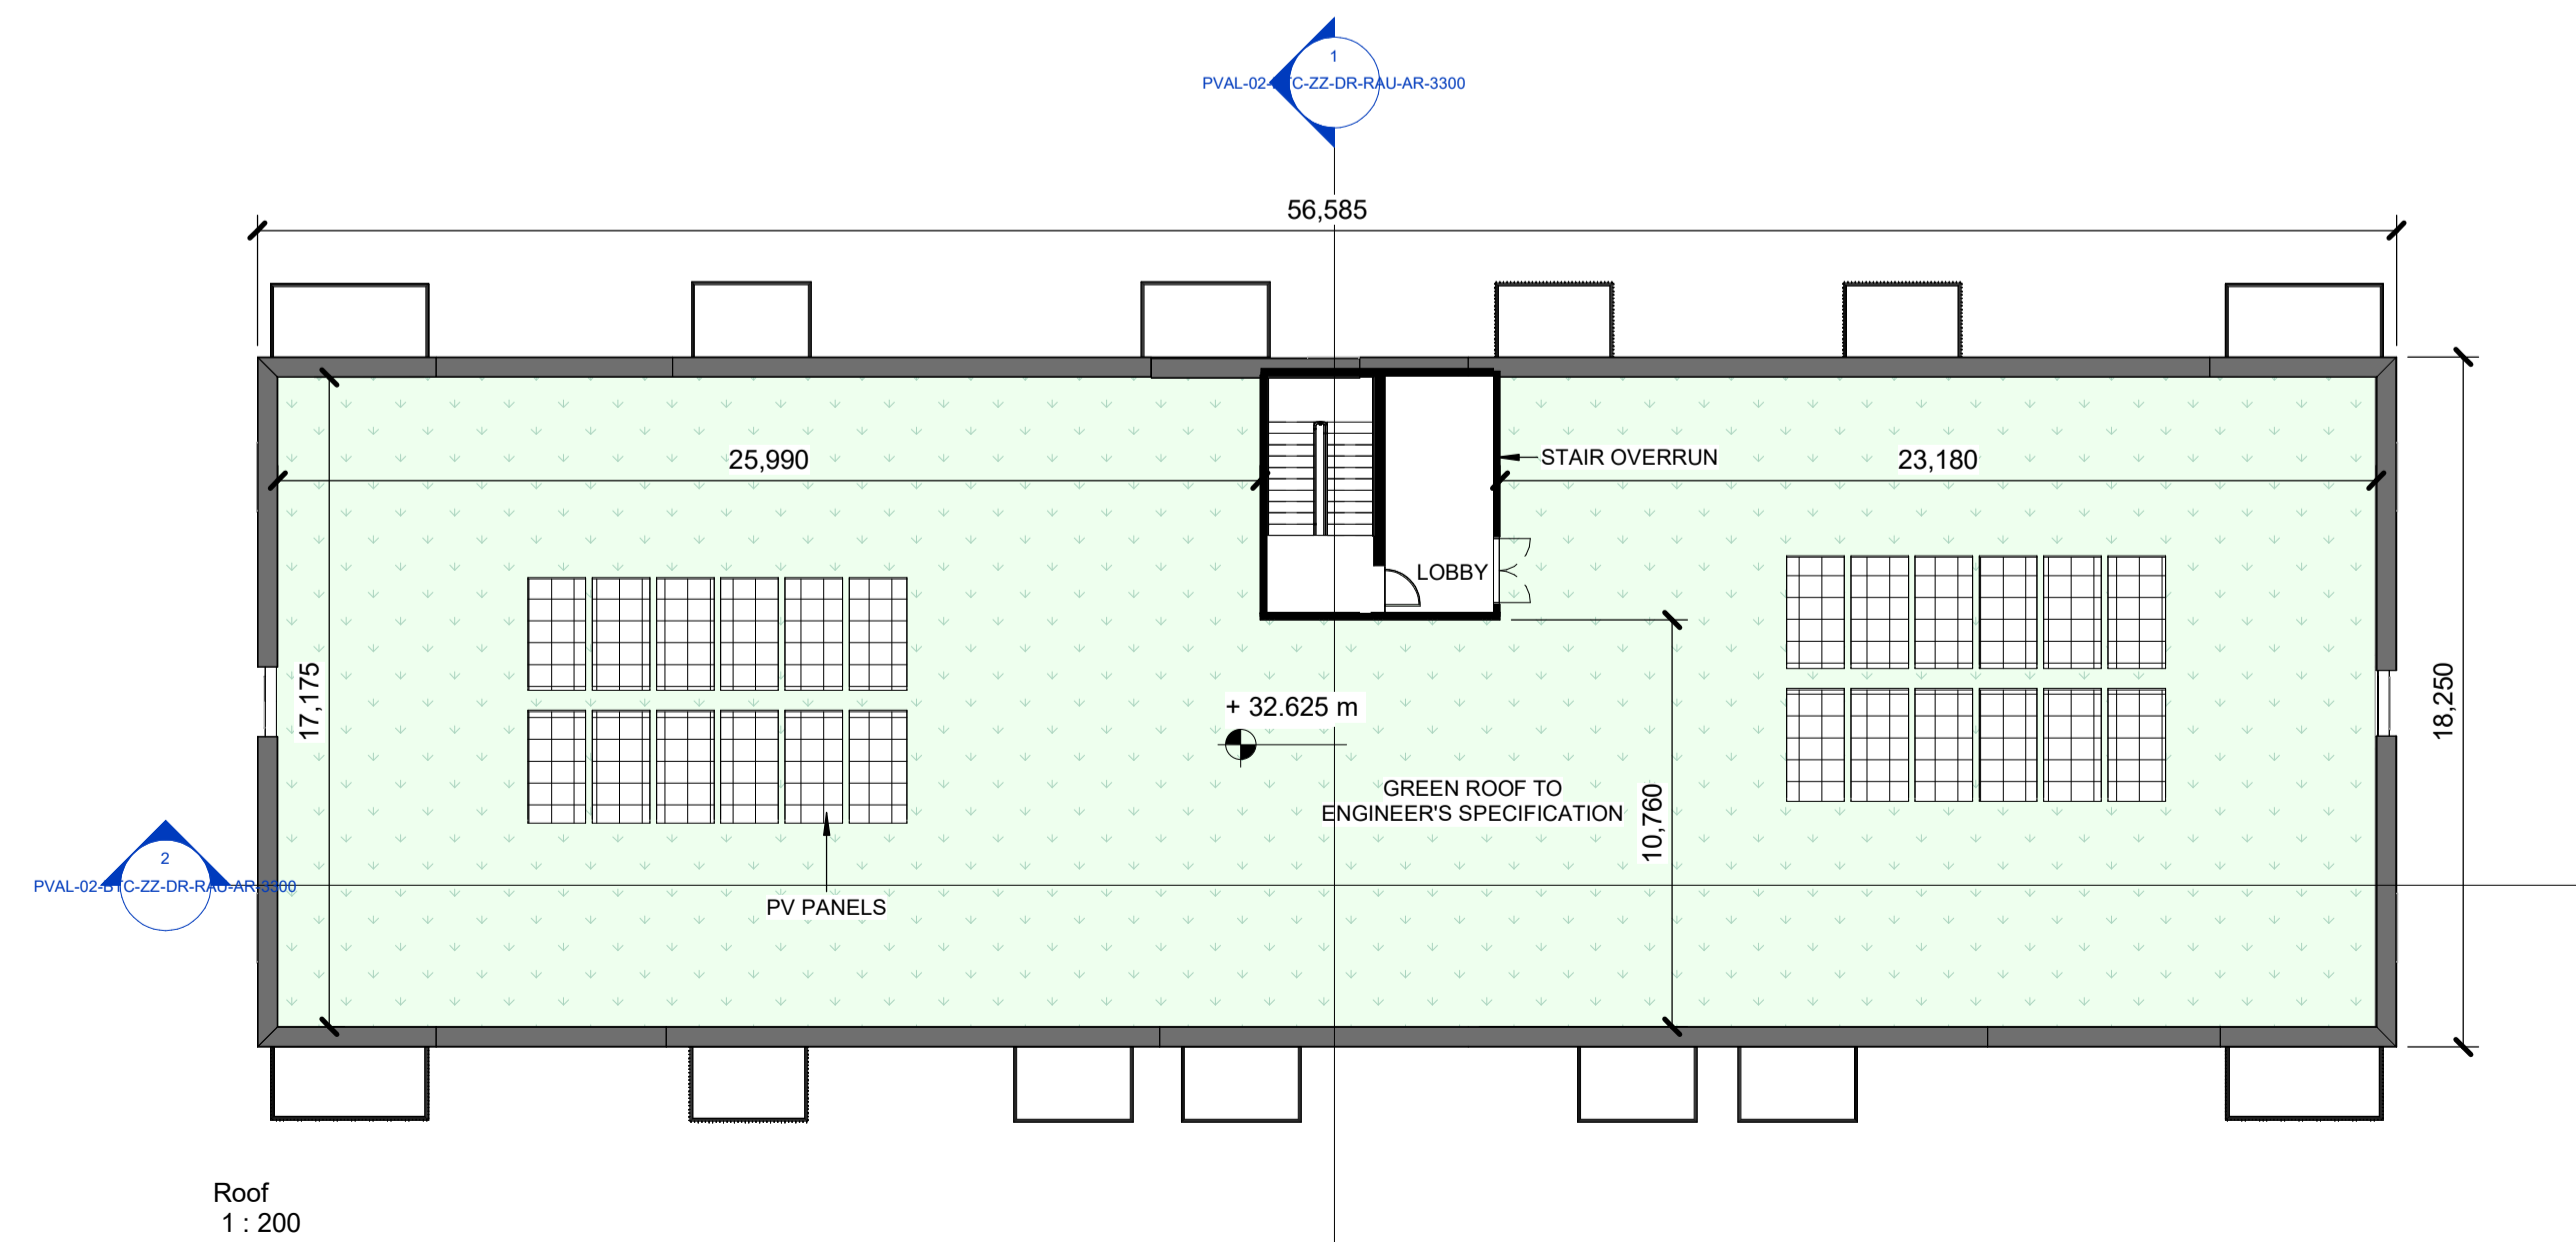 1
PVAL-02-BTC-ZZ-DR-RAU-AR-3300
56,585
25,990
STAIR OVERRUN
23,180
LOBBY
17,175
+ 32.625 m
18,250
GREEN ROOF TO
ENGINEER'S SPECIFICATION
10,760
2
PVAL-02-BTC-ZZ-DR-RAU-AR-3300
PV PANELS
Roof
1 : 200